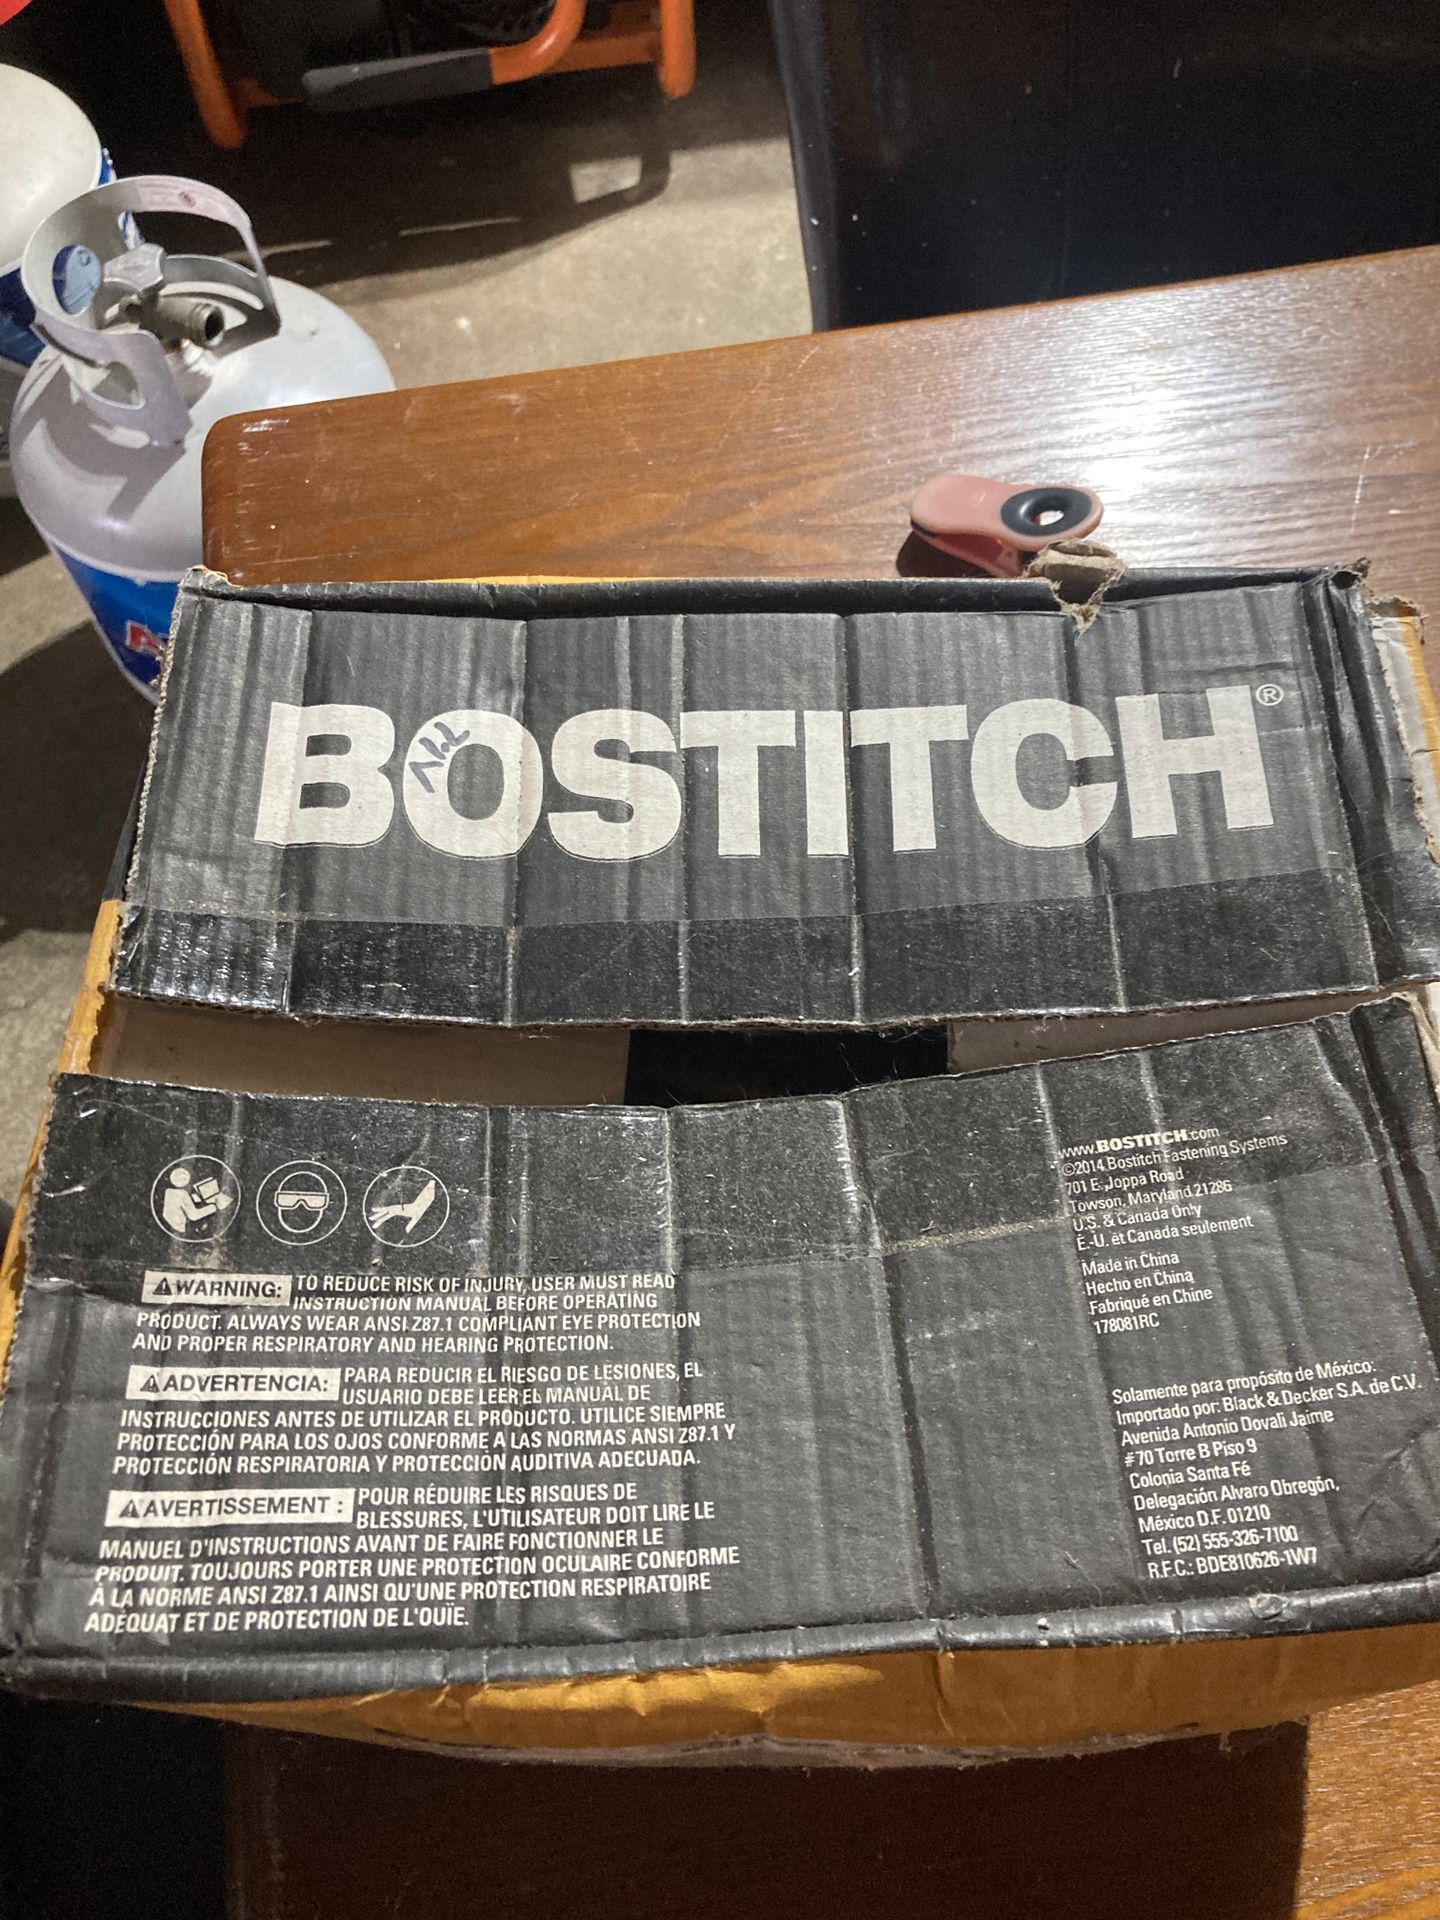 BOSTITCH®
⚠WARNING: TO REDUCE RISK OF INJURY, USER MUST READ
INSTRUCTION MANUAL BEFORE OPERATING
PRODUCT. ALWAYS WEAR ANSI Z87.1 COMPLIANT EYE PROTECTION
AND PROPER RESPIRATORY AND HEARING PROTECTION.
⚠ADVERTENCIA: PARA REDUCIR EL RIESGO DE LESIONES, EL
USUARIO DEBE LEER EL MANUAL DE
INSTRUCCIONES ANTES DE UTILIZAR EL PRODUCTO. UTILICE SIEMPRE
PROTECCIÓN PARA LOS OJOS CONFORME A LAS NORMAS ANSI Z87.1 Y
PROTECCIÓN RESPIRATORIA Y PROTECCIÓN AUDITIVA ADECUADA.
⚠AVERTISSEMENT : POUR RÉDUIRE LES RISQUES DE
BLESSURES, L'UTILISATEUR DOIT LIRE LE
MANUEL D'INSTRUCTIONS AVANT DE FAIRE FONCTIONNER LE
PRODUIT. TOUJOURS PORTER UNE PROTECTION OCULAIRE CONFORME
À LA NORME ANSI Z87.1 AINSI QU'UNE PROTECTION RESPIRATOIRE
ADÉQUAT ET DE PROTECTION DE L'OUÏE.
www.BOSTITCH.com
©2014 Bostitch Fastening Systems
701 E. Joppa Road
Towson, Maryland 21286
U.S. & Canada Only
É.-U. et Canada seulement
Made in China
Hecho en China
Fabriqué en Chine
178081RC
Solamente para propósito de México:
Importado por: Black & Decker S.A. de C.V.
Avenida Antonio Dovali Jaime
#70 Torre B Piso 9
Colonia Santa Fé
Delegación Alvaro Obregón,
México D.F. 01210
Tel. (52) 555-326-7100
R.F.C.: BDE810626-1W7